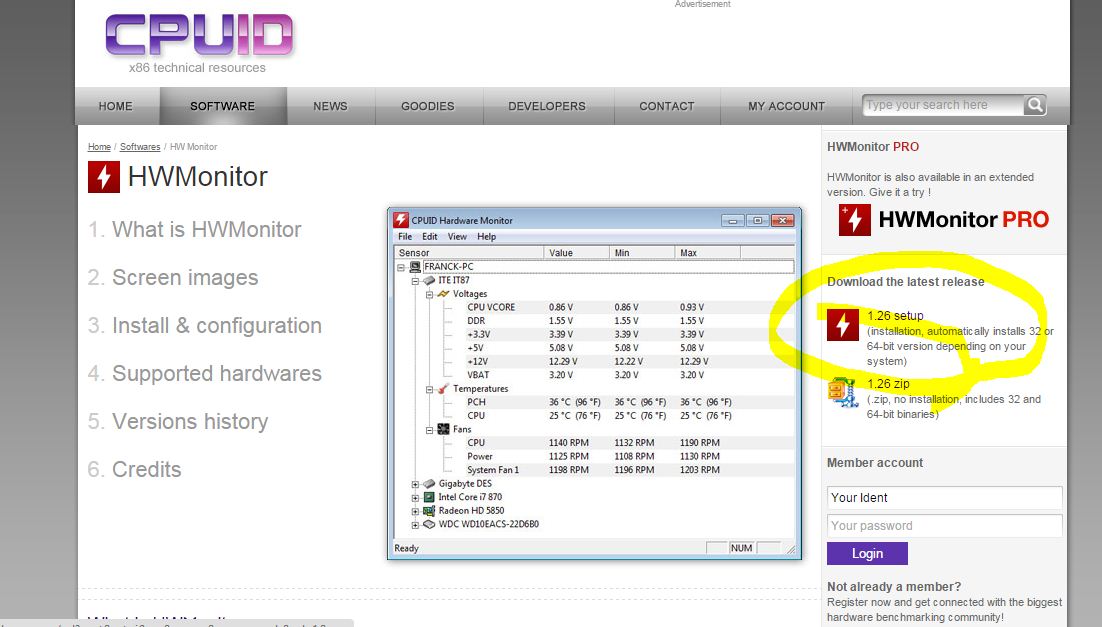 Advertisement
CPUID
x86 technical resources
HOME SOFTWARE NEWS GOODIES DEVELOPERS CONTACT MY ACCOUNT Type your search here
Home / Softwares / HW Monitor
HWMonitor
1. What is HWMonitor
2. Screen images
3. Install & configuration
4. Supported hardwares
5. Versions history
6. Credits
CPUID Hardware Monitor
File Edit View Help
Sensor Value Min Max
FRANCK-PC
ITE IT87
Voltages
CPU VCORE 0.86 V 0.86 V 0.93 V
DDR 1.55 V 1.55 V 1.55 V
+3.3V 3.39 V 3.39 V 3.39 V
+5V 5.08 V 5.08 V 5.08 V
+12V 12.29 V 12.22 V 12.29 V
VBAT 3.20 V 3.20 V 3.20 V
Temperatures
PCH 36 °C (96 °F) 36 °C (96 °F) 36 °C (96 °F)
CPU 25 °C (76 °F) 25 °C (76 °F) 25 °C (76 °F)
Fans
CPU 1140 RPM 1132 RPM 1190 RPM
Power 1125 RPM 1108 RPM 1130 RPM
System Fan 1 1198 RPM 1196 RPM 1203 RPM
Gigabyte DES
Intel Core i7 870
Radeon HD 5850
WDC WD10EACS-22D6B0
Ready NUM
HWMonitor PRO
HWMonitor is also available in an extended
version. Give it a try !
HWMonitor PRO
Download the latest release
1.26 setup
(installation, automatically installs 32 or
64-bit version depending on your
system)
1.26 zip
(.zip, no installation, includes 32 and
64-bit binaries)
Member account
Your Ident
Your password
Login
Not already a member?
Register now and get connected with the biggest
hardware benchmarking community!